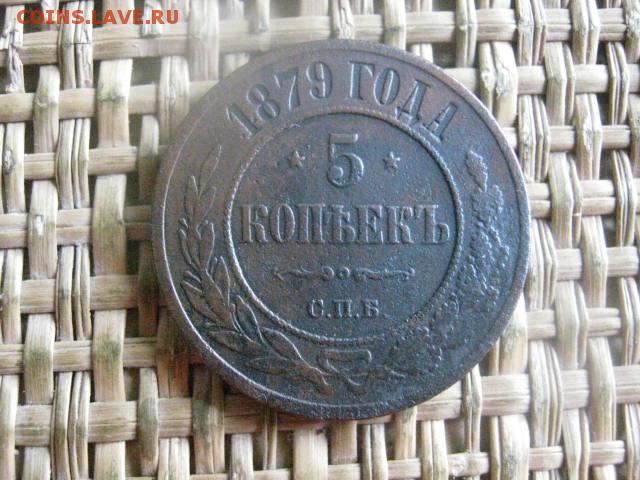 COINS.LAVE.RU
1879 ГОДА
5
КОПѢЕКЪ
С.П.Б.